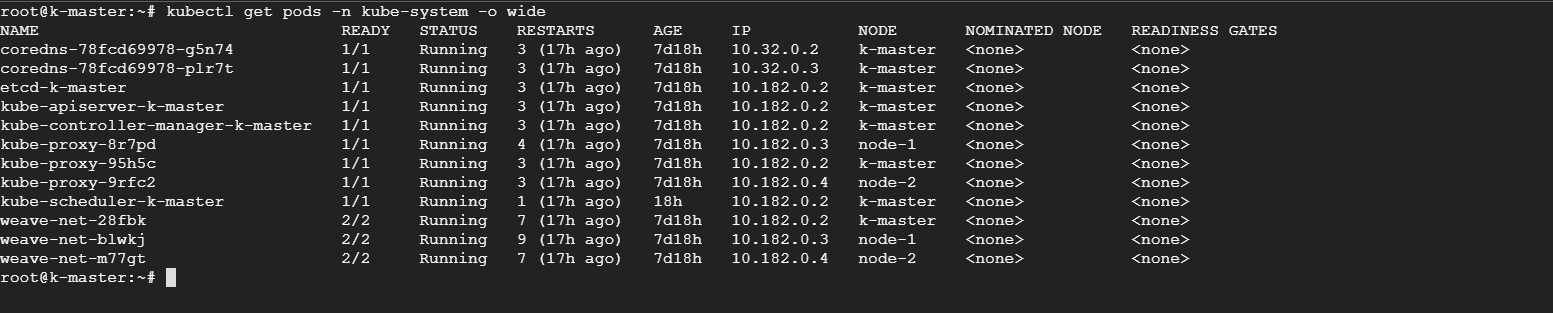 root@k-master:~# kubectl get pods -n kube-system -o wide
NAME                               READY   STATUS    RESTARTS      AGE     IP           NODE       NOMINATED NODE   READINESS GATES
coredns-78fcd69978-g5n74           1/1     Running   3 (17h ago)   7d18h   10.32.0.2    k-master   <none>           <none>
coredns-78fcd69978-plr7t           1/1     Running   3 (17h ago)   7d18h   10.32.0.3    k-master   <none>           <none>
etcd-k-master                      1/1     Running   3 (17h ago)   7d18h   10.182.0.2   k-master   <none>           <none>
kube-apiserver-k-master            1/1     Running   3 (17h ago)   7d18h   10.182.0.2   k-master   <none>           <none>
kube-controller-manager-k-master   1/1     Running   3 (17h ago)   7d18h   10.182.0.2   k-master   <none>           <none>
kube-proxy-8r7pd                   1/1     Running   4 (17h ago)   7d18h   10.182.0.3   node-1     <none>           <none>
kube-proxy-95h5c                   1/1     Running   3 (17h ago)   7d18h   10.182.0.2   k-master   <none>           <none>
kube-proxy-9rfc2                   1/1     Running   3 (17h ago)   7d18h   10.182.0.4   node-2     <none>           <none>
kube-scheduler-k-master            1/1     Running   1 (17h ago)   18h     10.182.0.2   k-master   <none>           <none>
weave-net-28fbk                    2/2     Running   7 (17h ago)   7d18h   10.182.0.2   k-master   <none>           <none>
weave-net-blwkj                    2/2     Running   9 (17h ago)   7d18h   10.182.0.3   node-1     <none>           <none>
weave-net-m77gt                    2/2     Running   7 (17h ago)   7d18h   10.182.0.4   node-2     <none>           <none>
root@k-master:~#